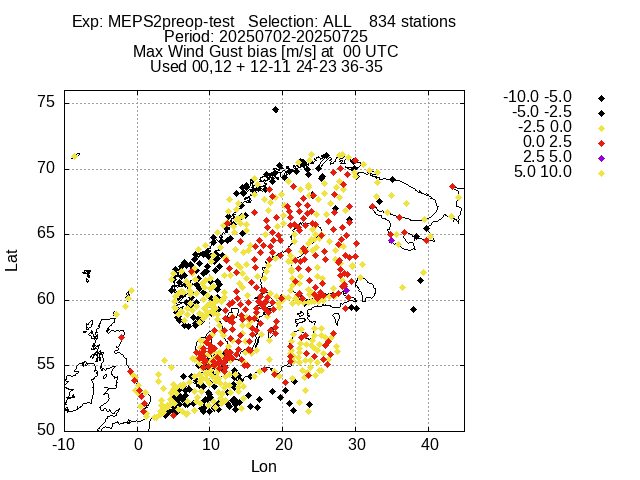 Exp: MEPS2preop-test   Selection: ALL    834 stations
Period: 20250702-20250725
Max Wind Gust bias [m/s] at  00 UTC
Used 00,12 + 12-11 24-23 36-35
-10.0 -5.0
-5.0 -2.5
-2.5 0.0
0.0 2.5
2.5 5.0
5.0 10.0
75
70
65
60
55
50
Lat
-10 0 10 20 30 40
Lon